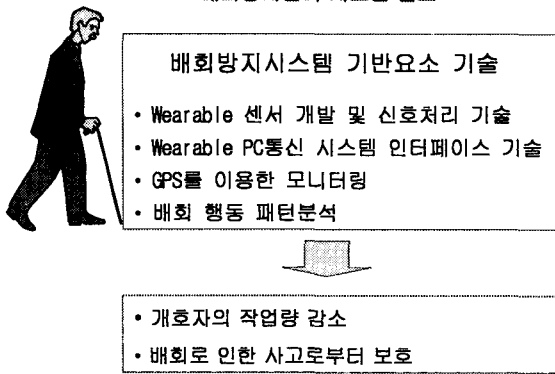 배회방지시스템 기반요소 기술
• Wearable 센서 개발 및 신호처리 기술
• Wearable PC통신 시스템 인터페이스 기술
• GPS를 이용한 모니터링
• 배회 행동 패턴분석
• 개호자의 작업량 감소
• 배회로 인한 사고로부터 보호